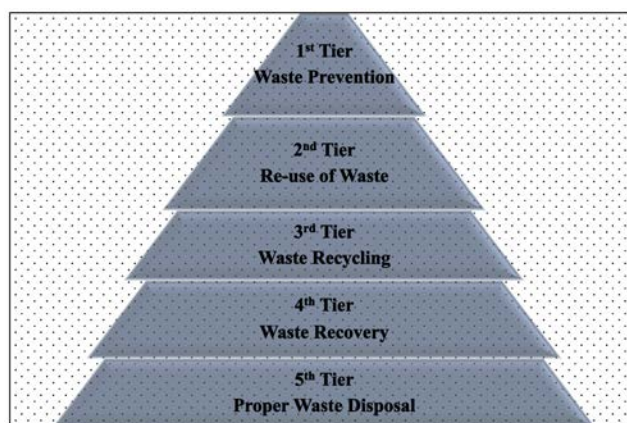 1st Tier
Waste Prevention
2nd Tier
Re-use of Waste
3rd Tier
Waste Recycling
4th Tier
Waste Recovery
5th Tier
Proper Waste Disposal